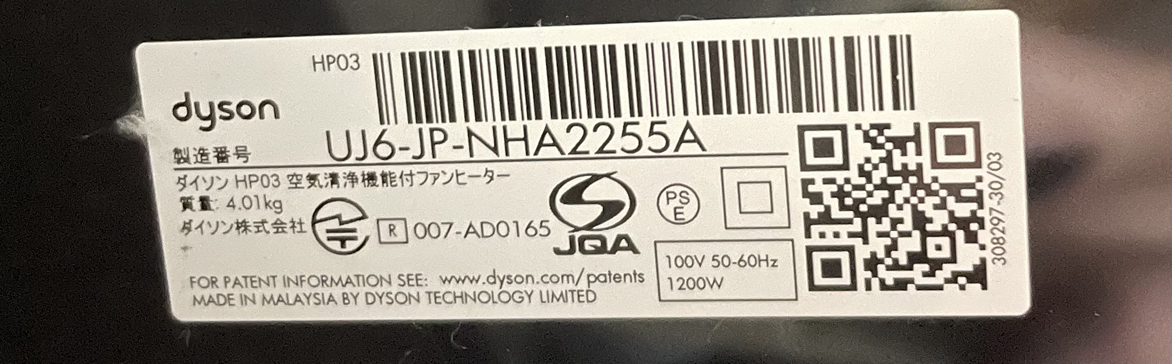 HP03
dyson
製造番号 UJ6-JP-NHA2255A
ダイソン HP03 空気清浄機能付ファンヒーター
質量: 4.01kg
ダイソン株式会社
R 007-AD0165
JQA
PS
E
100V 50-60Hz
1200W
FOR PATENT INFORMATION SEE: www.dyson.com/patents
MADE IN MALAYSIA BY DYSON TECHNOLOGY LIMITED
308297-30/03